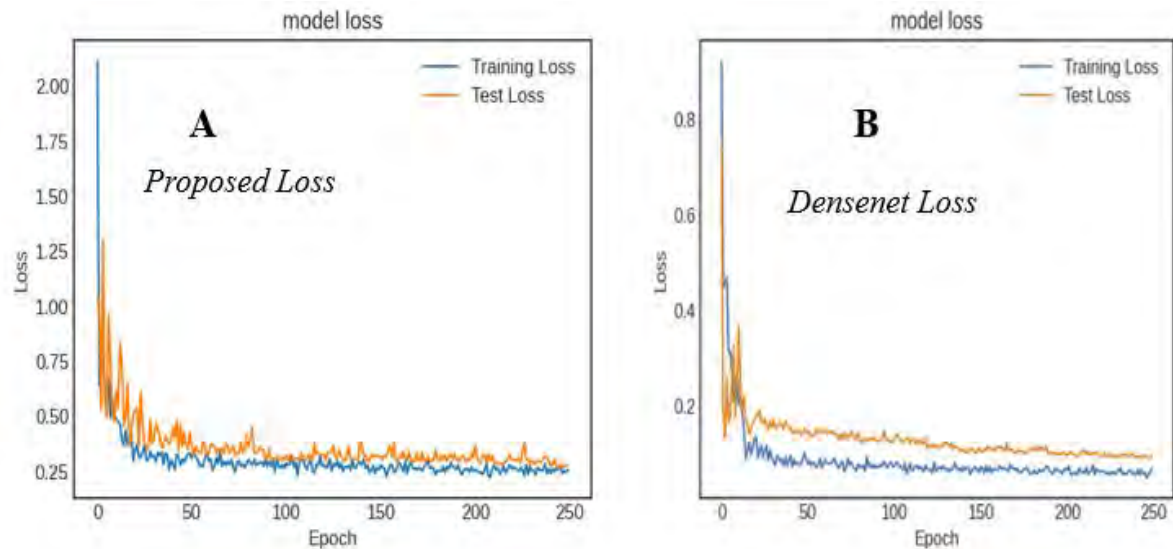 model loss
Training Loss
Test Loss
A
Proposed Loss
2.00
1.75
1.50
1.25
1.00
0.75
0.50
0.25
Loss
0 50 100 150 200 250
Epoch
model loss
Training Loss
Test Loss
B
Densenet Loss
0.8
0.6
0.4
0.2
Loss
0 50 100 150 200 250
Epoch